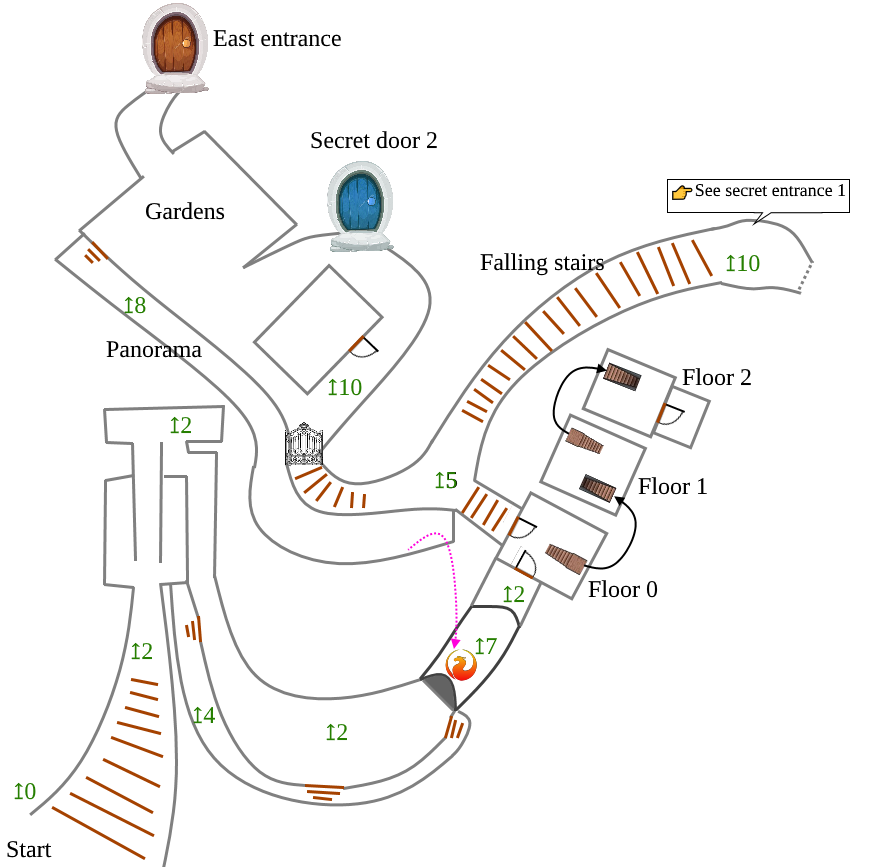 East entrance
Secret door 2
👉 See secret entrance 1
Gardens
Falling stairs
↥10
↥8
Panorama
↥10
Floor 2
↥2
↥5
Floor 1
Floor 0
↥2
↥2
↥7
↥4
↥2
↥0
Start